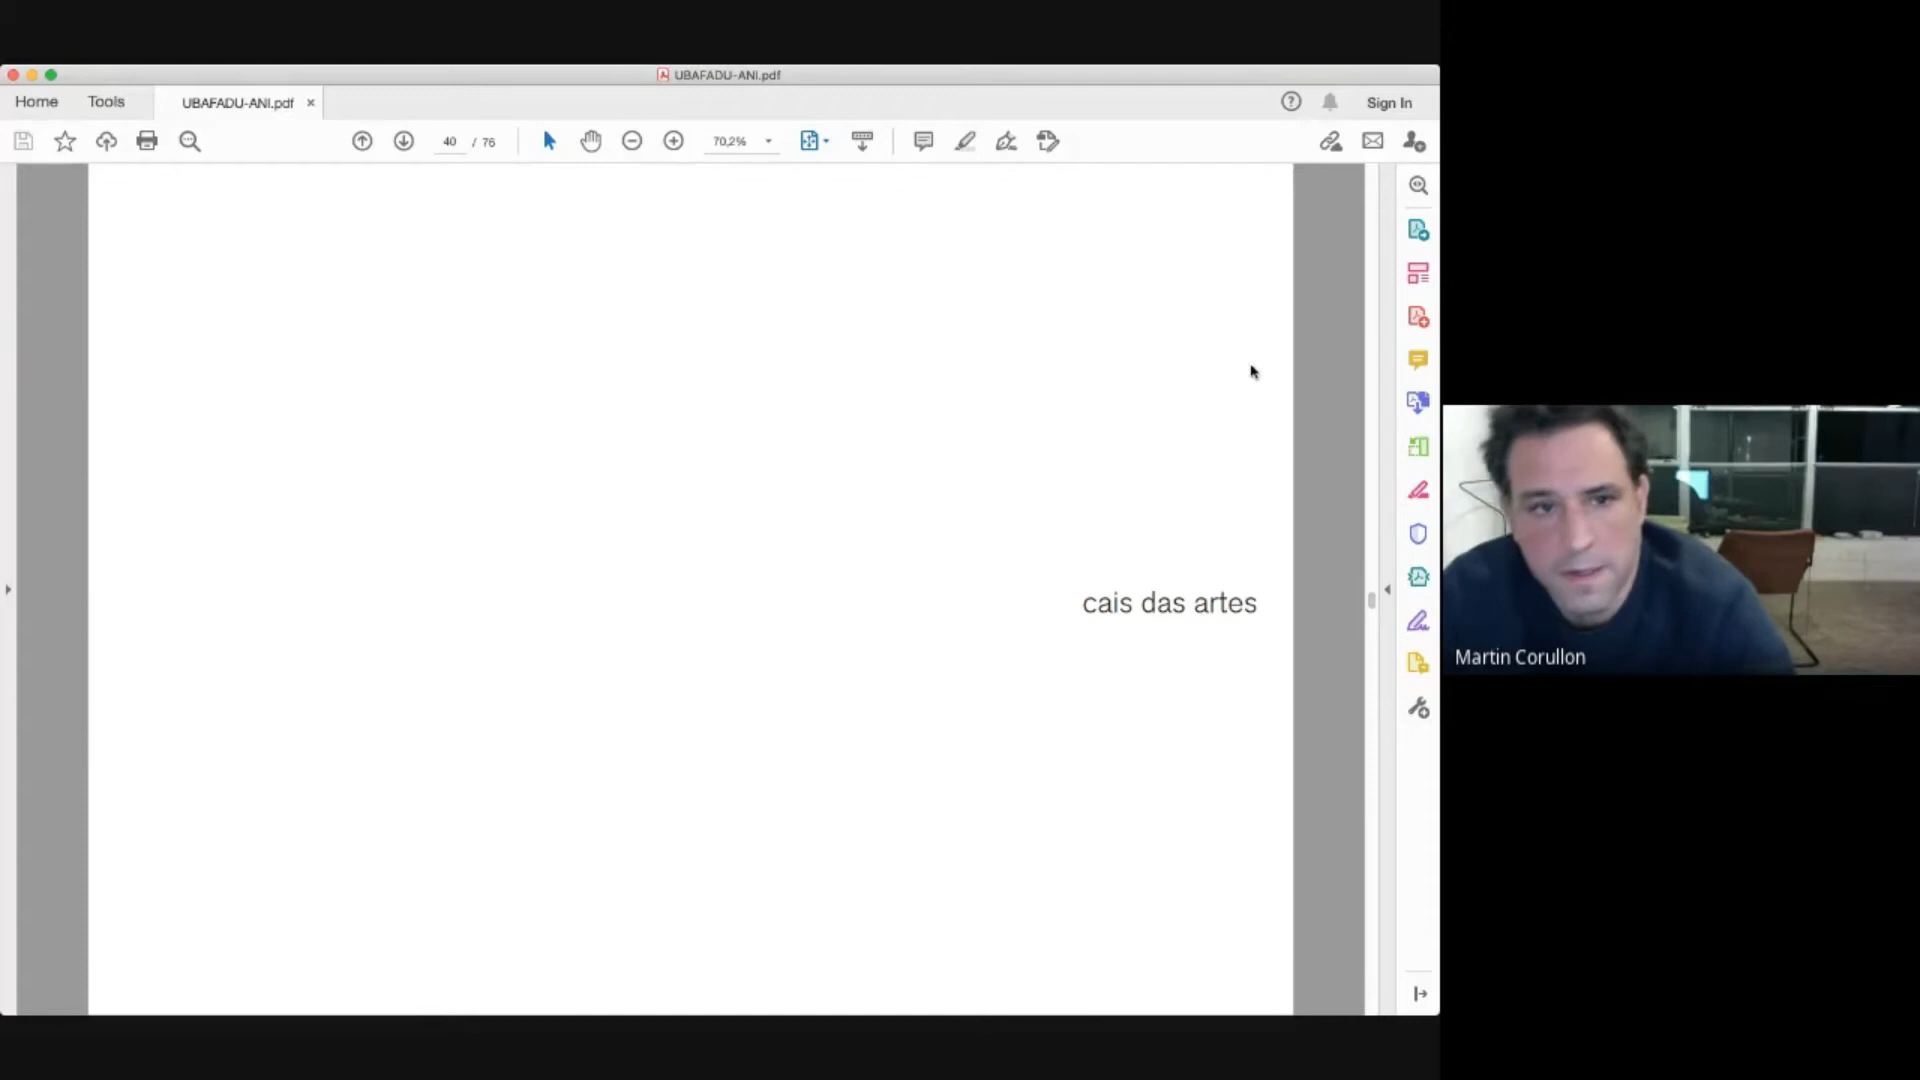 UBAFADU-ANI.pdf
Home
Tools
UBAFADU-ANI.pdf
Sign In
40 / 76
70,2%
cais das artes
Martin Corullon